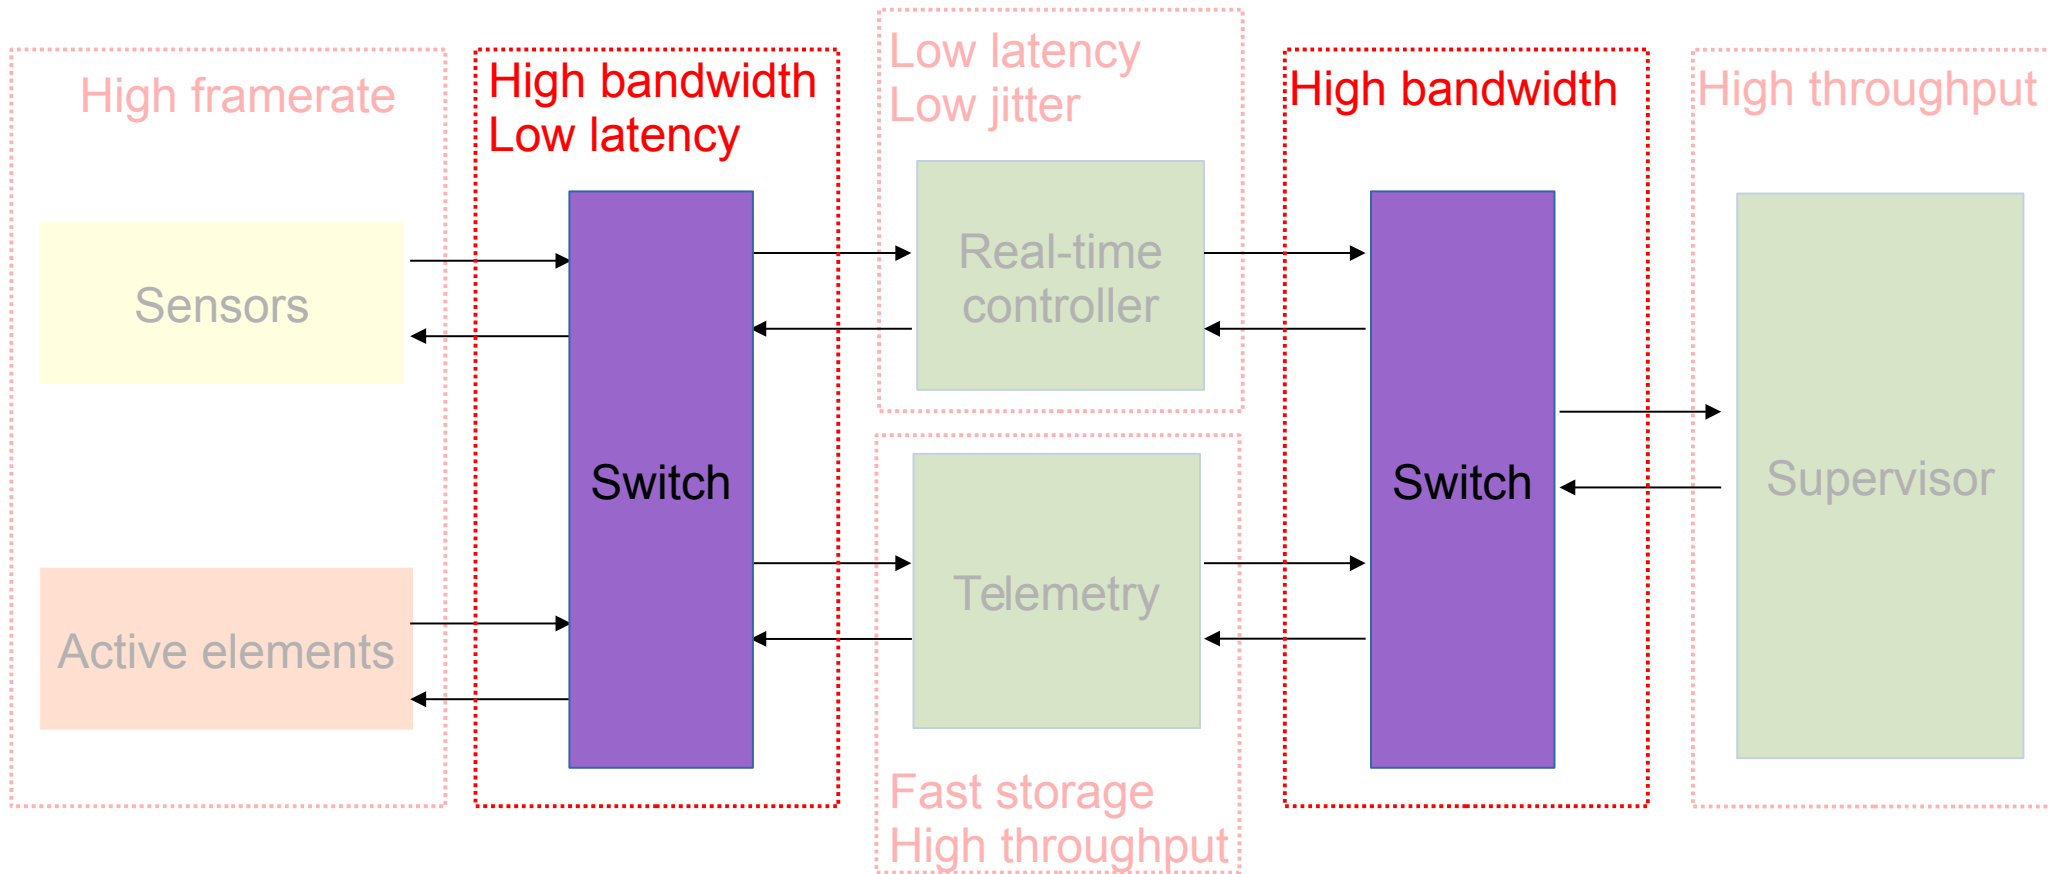 High framerate
Sensors
Active elements
High bandwidth
Low latency
Switch
Low latency
Low jitter
Real-time
controller
Telemetry
Fast storage
High throughput
High bandwidth
Switch
High throughput
Supervisor